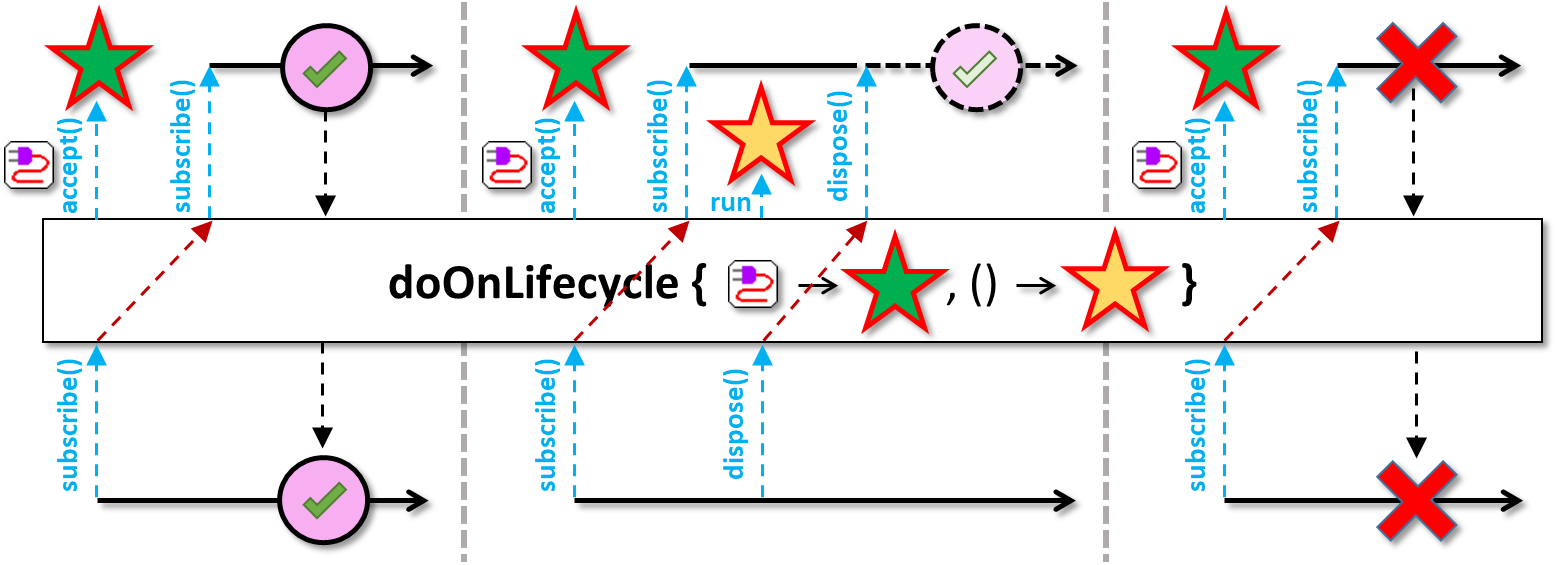 accept()
subscribe()
accept()
subscribe()
run
dispose()
accept()
subscribe()
doOnLifecycle { → , () → }
subscribe()
subscribe()
dispose()
subscribe()